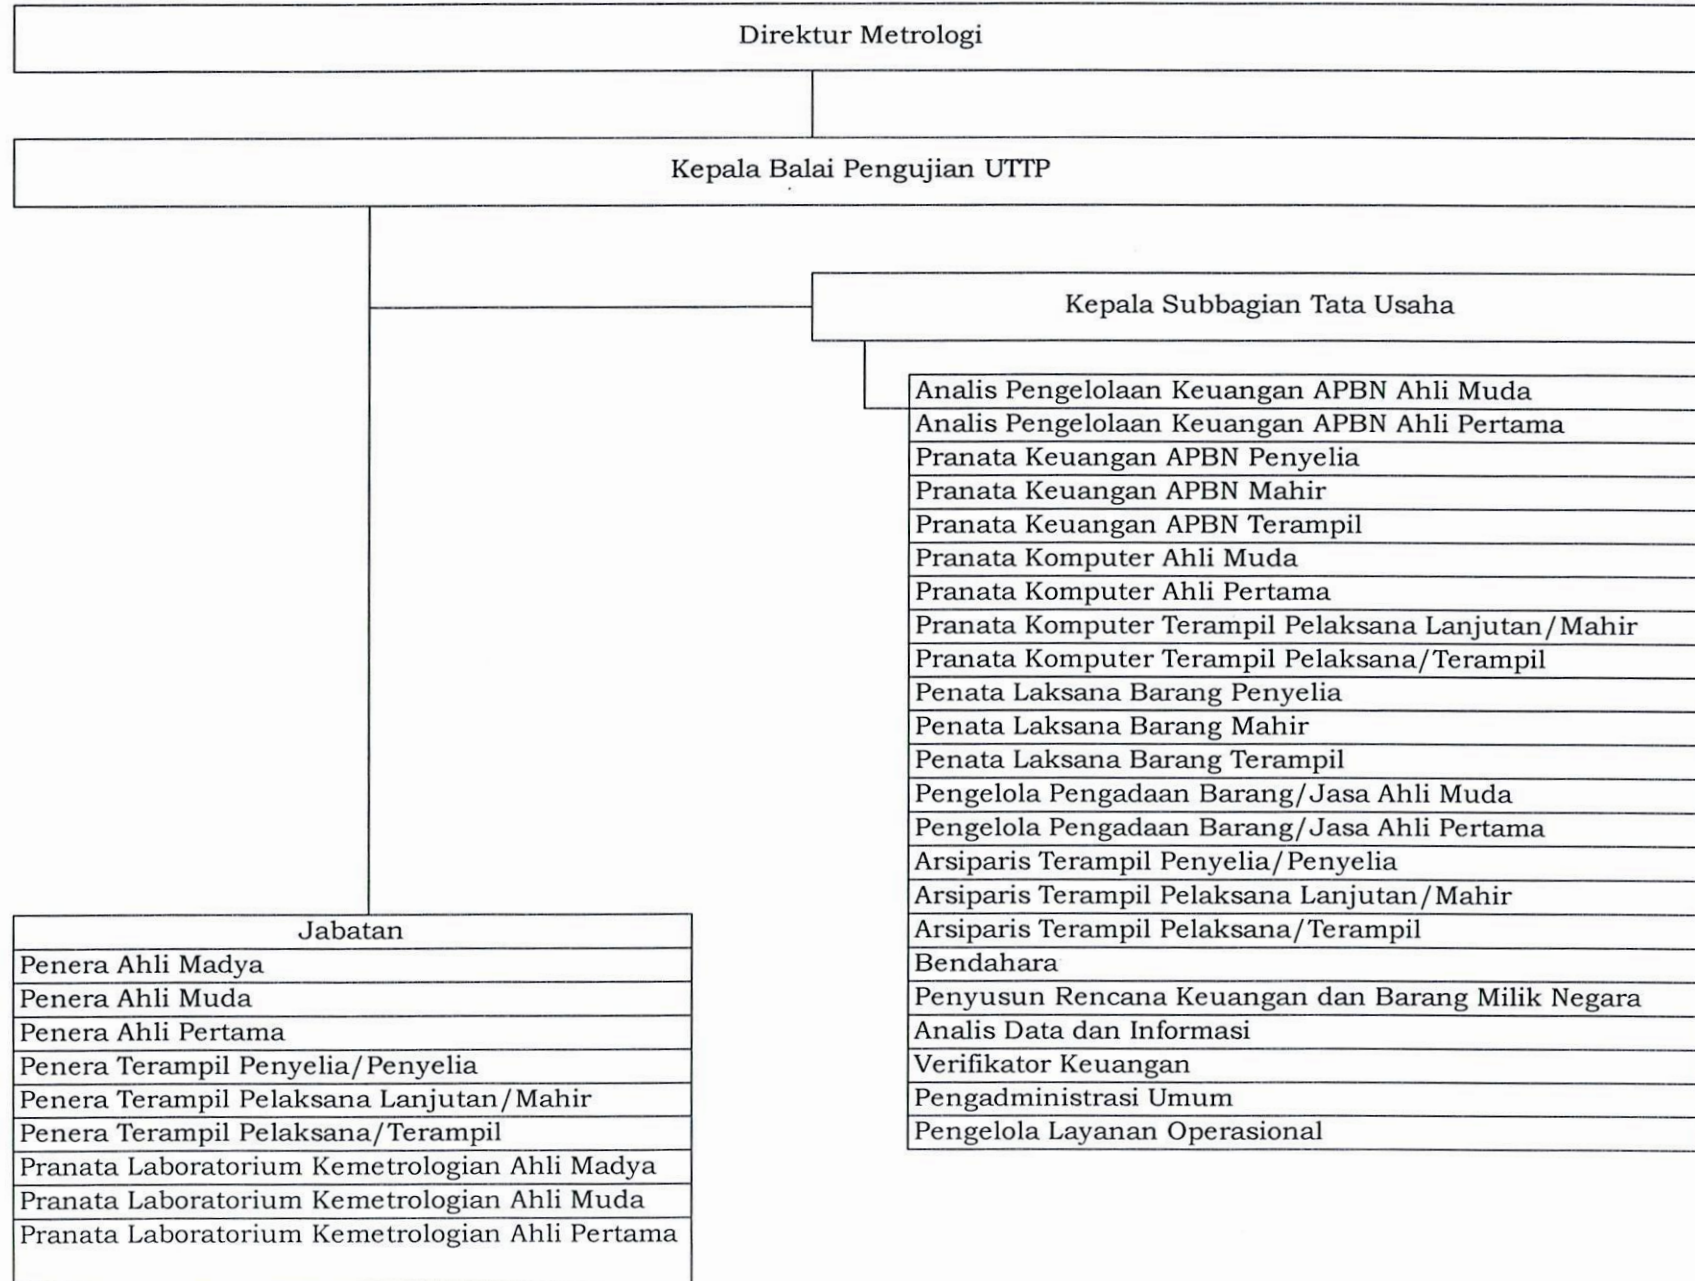 Direktur Metrologi
Kepala Balai Pengujian UTTP
Kepala Subbagian Tata Usaha
Analis Pengelolaan Keuangan APBN Ahli Muda
Analis Pengelolaan Keuangan APBN Ahli Pertama
Pranata Keuangan APBN Penyelia
Pranata Keuangan APBN Mahir
Pranata Keuangan APBN Terampil
Pranata Komputer Ahli Muda
Pranata Komputer Ahli Pertama
Pranata Komputer Terampil Pelaksana Lanjutan/Mahir
Pranata Komputer Terampil Pelaksana/Terampil
Penata Laksana Barang Penyelia
Penata Laksana Barang Mahir
Penata Laksana Barang Terampil
Pengelola Pengadaan Barang/Jasa Ahli Muda
Pengelola Pengadaan Barang/Jasa Ahli Pertama
Arsiparis Terampil Penyelia/Penyelia
Arsiparis Terampil Pelaksana Lanjutan/Mahir
Arsiparis Terampil Pelaksana/Terampil
Bendahara
Penyusun Rencana Keuangan dan Barang Milik Negara
Analis Data dan Informasi
Verifikator Keuangan
Pengadministrasi Umum
Pengelola Layanan Operasional
Jabatan
Penera Ahli Madya
Penera Ahli Muda
Penera Ahli Pertama
Penera Terampil Penyelia/Penyelia
Penera Terampil Pelaksana Lanjutan/Mahir
Penera Terampil Pelaksana/Terampil
Pranata Laboratorium Kemetrologian Ahli Madya
Pranata Laboratorium Kemetrologian Ahli Muda
Pranata Laboratorium Kemetrologian Ahli Pertama